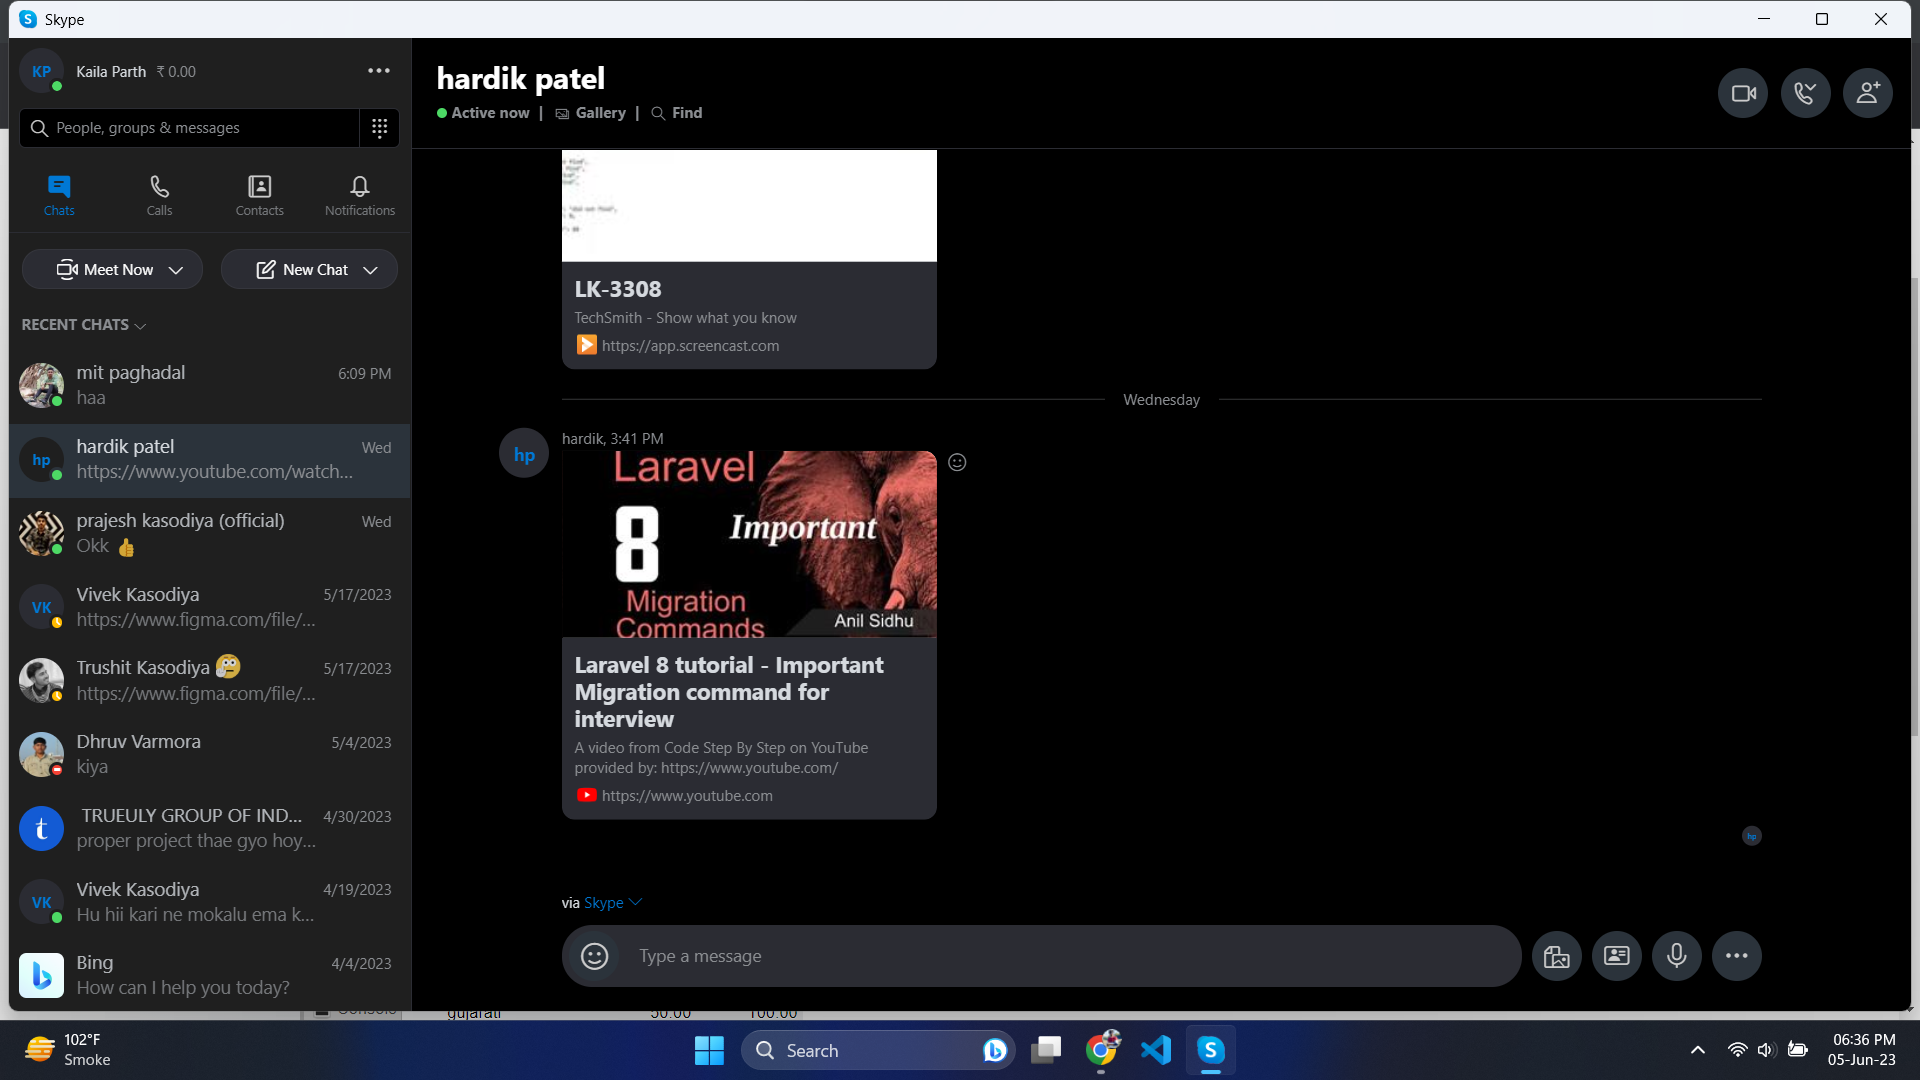 Skype
KP
Kaila Parth ₹ 0.00
People, groups & messages
Chats
Calls
Contacts
Notifications
Meet Now
New Chat
RECENT CHATS
mit paghadal 6:09 PM
haa
hp
hardik patel Wed
https://www.youtube.com/watch...
prajesh kasodiya (official) Wed
Okk 👍
VK
Vivek Kasodiya 5/17/2023
https://www.figma.com/file/...
Trushit Kasodiya 5/17/2023
https://www.figma.com/file/...
Dhruv Varmora 5/4/2023
kiya
t
TRUEULY GROUP OF IND... 4/30/2023
proper project thae gyo hoy...
VK
Vivek Kasodiya 4/19/2023
Hu hii kari ne mokalu ema k...
Bing 4/4/2023
How can I help you today?
hardik patel
Active now | Gallery | Find
LK-3308
TechSmith - Show what you know
https://app.screencast.com
Wednesday
hp
hardik, 3:41 PM
Laravel
8 Important
Migration
Commands
Anil Sidhu
Laravel 8 tutorial - Important
Migration command for
interview
A video from Code Step By Step on YouTube
provided by: https://www.youtube.com/
https://www.youtube.com
hp
via Skype
Type a message
gujarati 50.00 100.00
102°F
Smoke
Search
06:36 PM
05-Jun-23